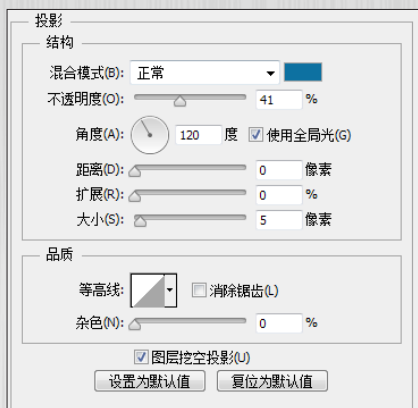 投影
结构
混合模式(B): 正常
不透明度(O): 41 %
角度(A): 120 度 使用全局光(G)
距离(D): 0 像素
扩展(R): 0 %
大小(S): 5 像素
品质
等高线: 消除锯齿(L)
杂色(N): 0 %
图层挖空投影(U)
设置为默认值 复位为默认值